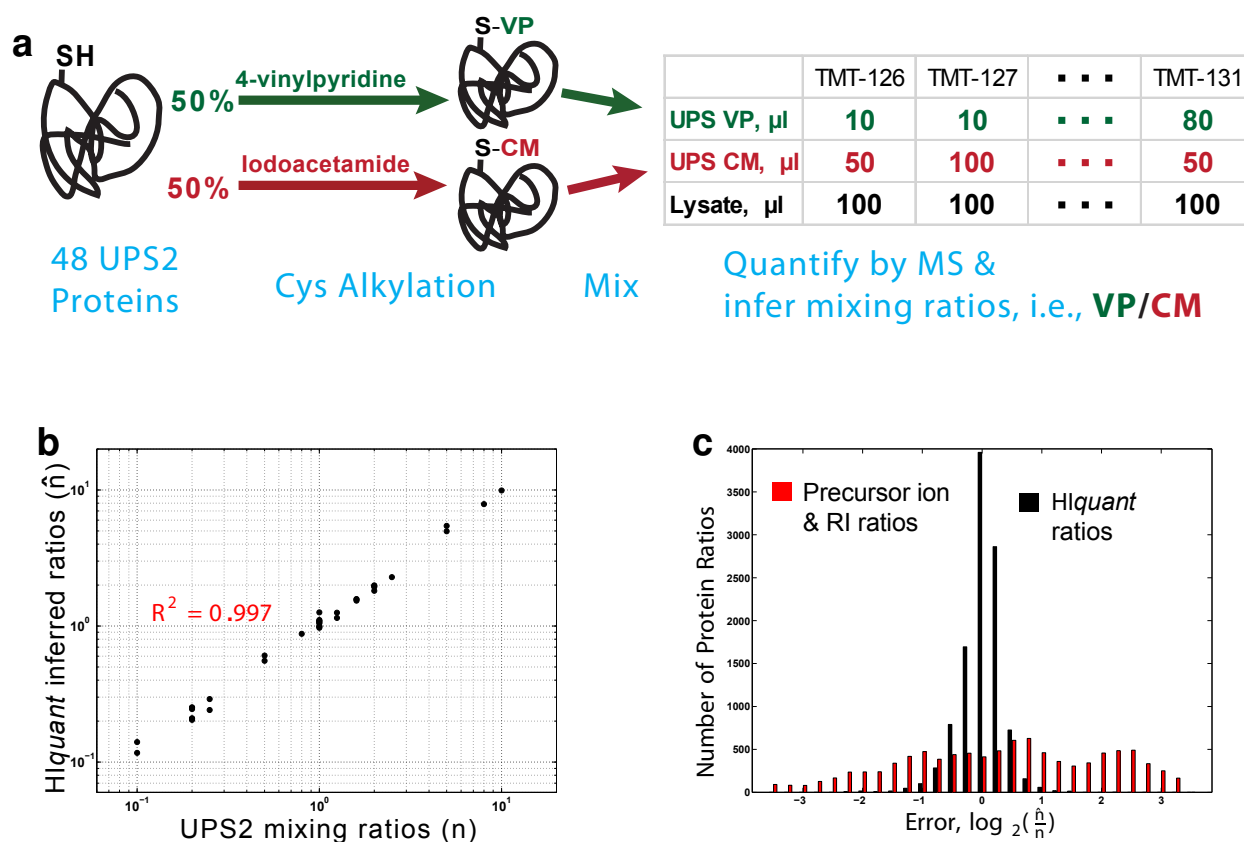 a
SH
50%
4-vinylpyridine
50%
Iodoacetamide
S-VP
S-CM
48 UPS2
Proteins
Cys Alkylation
Mix
TMT-126 TMT-127 ▪ ▪ ▪ TMT-131
UPS VP, µl 10 10 ▪ ▪ ▪ 80
UPS CM, µl 50 100 ▪ ▪ ▪ 50
Lysate, µl 100 100 ▪ ▪ ▪ 100
Quantify by MS &
infer mixing ratios, i.e., VP/CM
b
HIquant inferred ratios (n̂)
10¹
10⁰
10⁻¹
R² = 0.997
10⁻¹ 10⁰ 10¹
UPS2 mixing ratios (n)
c
Number of Protein Ratios
4000
3500
3000
2500
2000
1500
1000
500
0
Precursor ion
& RI ratios
HIquant
ratios
−3 −2 −1 0 1 2 3
Error, log ₂(n̂/n)